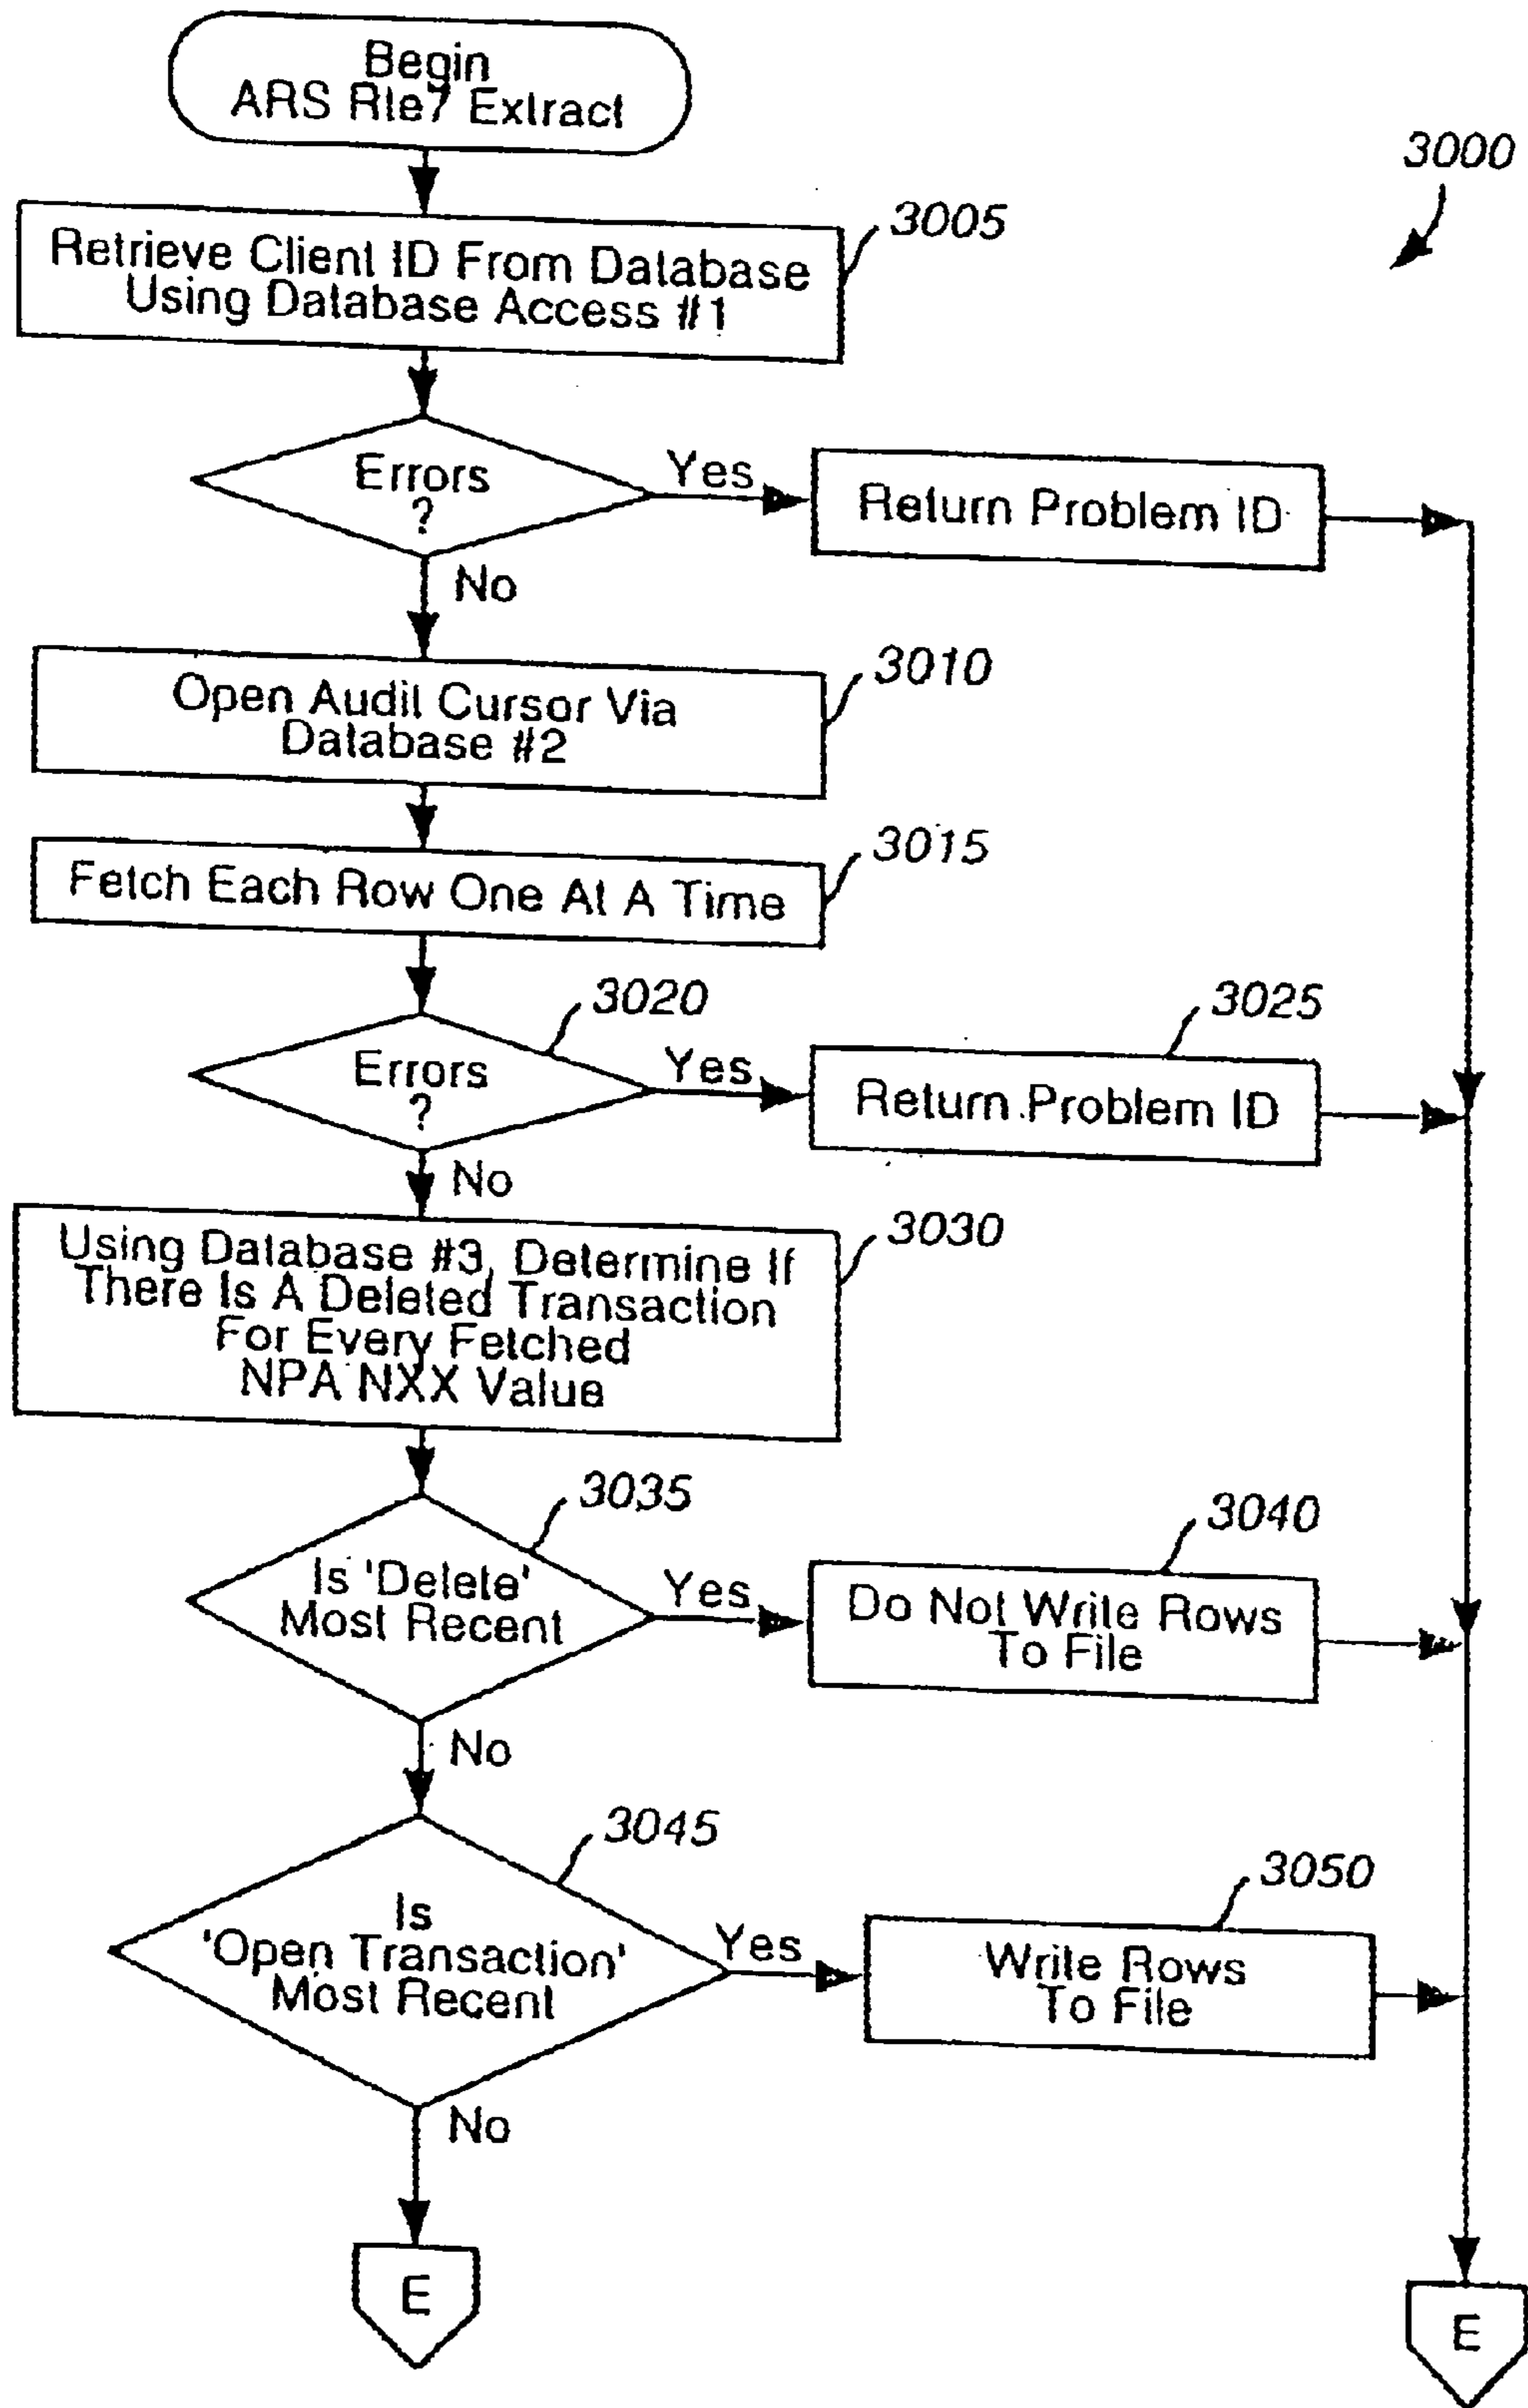 Begin
ARS Rte7 Extract
3000
3005
Retrieve Client ID From Database
Using Database Access #1
Errors
?
Yes
Return Problem ID
No
3010
Open Audit Cursor Via
Database #2
3015
Fetch Each Row One At A Time
3020
3025
Errors
?
Yes
Return Problem ID
No
3030
Using Database #3, Determine If
There Is A Deleted Transaction
For Every Fetched
NPA NXX Value
3035
3040
Is 'Delete'
Most Recent
Yes
Do Not Write Rows
To File
No
3045
3050
Is
'Open Transaction'
Most Recent
Yes
Write Rows
To File
No
E
E